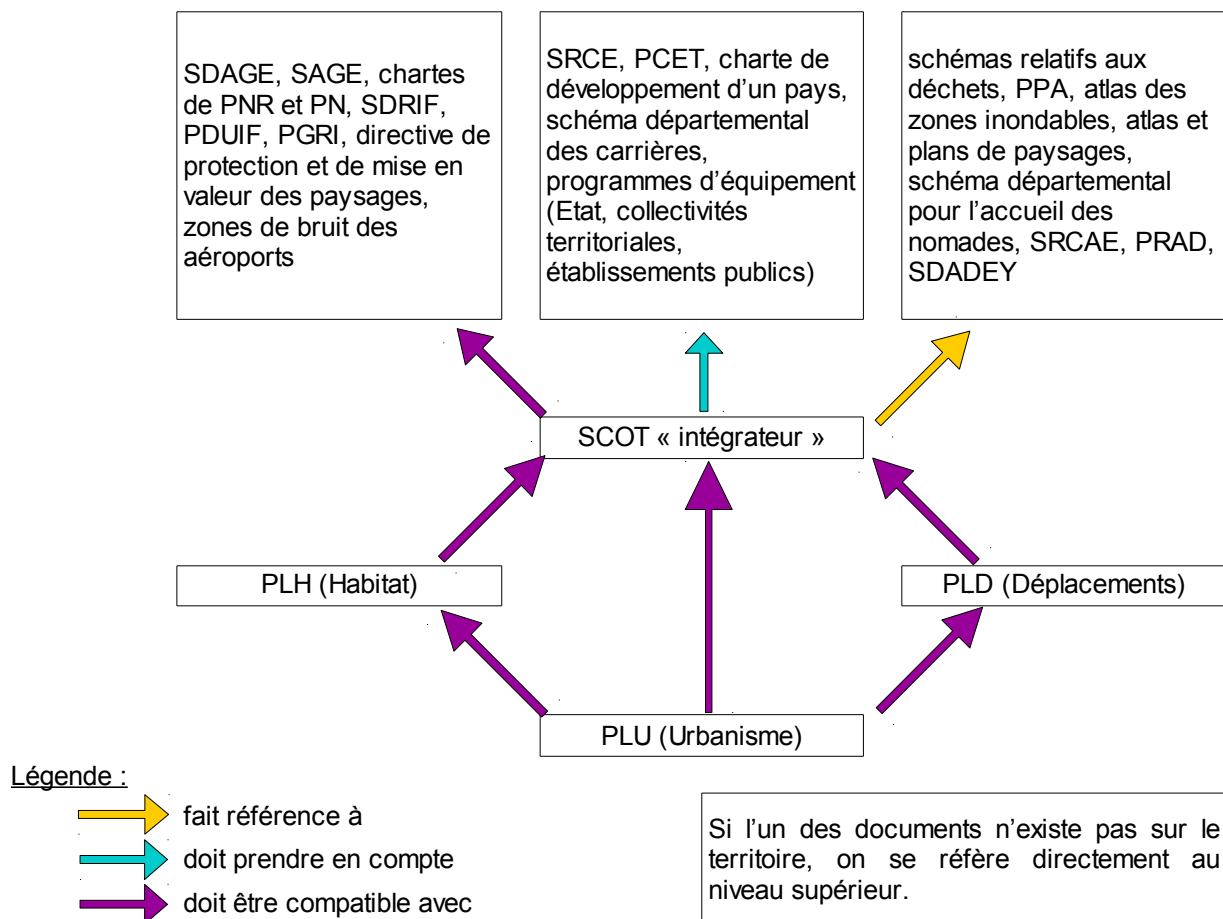 SDAGE, SAGE, chartes
de PNR et PN, SDRIF,
PDUIF, PGRI, directive de
protection et de mise en
valeur des paysages,
zones de bruit des
aéroports
SRCE, PCET, charte de
développement d’un pays,
schéma départemental
des carrières,
programmes d’équipement
(Etat, collectivités
territoriales,
établissements publics)
schémas relatifs aux
déchets, PPA, atlas des
zones inondables, atlas et
plans de paysages,
schéma départemental
pour l’accueil des
nomades, SRCAE, PRAD,
SDADEY
SCOT « intégrateur »
PLH (Habitat)
PLD (Déplacements)
PLU (Urbanisme)
Légende :
fait référence à
doit prendre en compte
doit être compatible avec
Si l’un des documents n’existe pas sur le
territoire, on se réfère directement au
niveau supérieur.